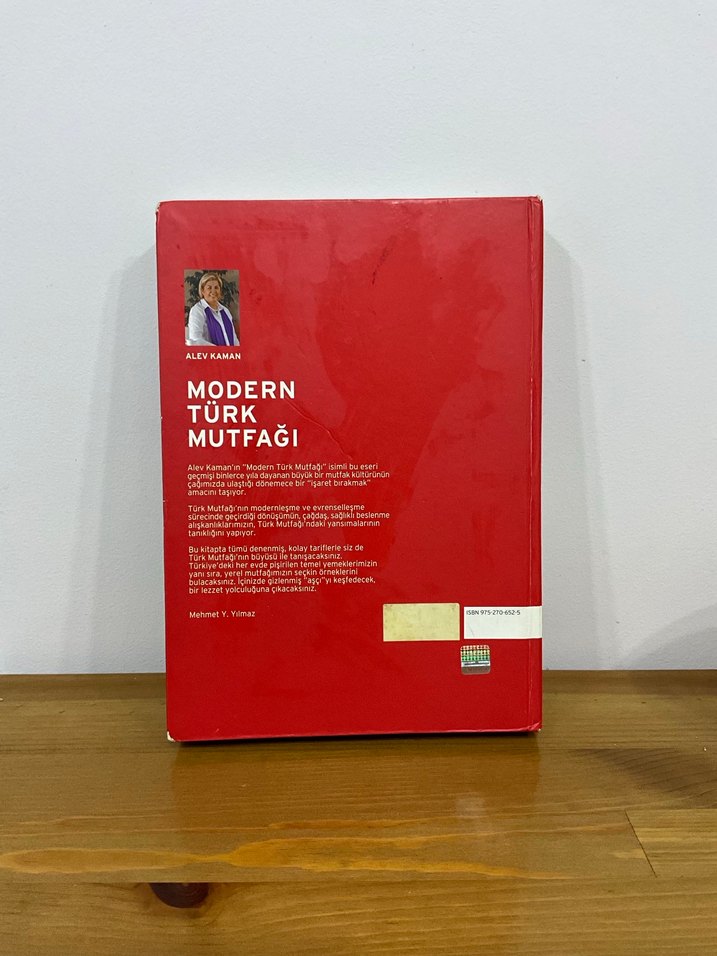 ALEV KAMAN
MODERN
TÜRK
MUTFAĞI
Alev Kaman'ın "Modern Türk Mutfağı" isimli bu eseri
geçmişi binlerce yıla dayanan büyük bir mutfak kültürünün
çağımızda ulaştığı dönemece bir "işaret bırakmak"
amacını taşıyor.
Türk Mutfağı'nın modernleşme ve evrenselleşme
sürecinde geçirdiği dönüşümün, çağdaş, sağlıklı beslenme
alışkanlıklarımızın, Türk Mutfağı'ndaki yansımalarının
tanıklığını yapıyor.
Bu kitapta tümü denenmiş, kolay tariflerle siz de
Türk Mutfağı'nın büyüsü ile tanışacaksınız.
Türkiye'deki her evde pişirilen temel yemeklerimizin
yanı sıra, yerel mutfağımızın seçkin örneklerini
bulacaksınız. İçinizde gizlenmiş "aşçı"yı keşfedecek,
bir lezzet yolculuğuna çıkacaksınız.
Mehmet Y. Yılmaz
ISBN 975-270-652-5